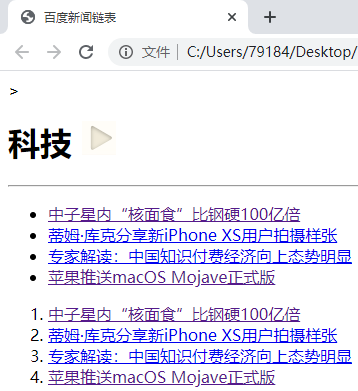 百度新闻链表
文件 C:/Users/79184/Desktop/
>
科技
中子星内“核面食”比钢硬100亿倍
蒂姆·库克分享新iPhone XS用户拍摄样张
专家解读：中国知识付费经济向上态势明显
苹果推送macOS Mojave正式版
1. 中子星内“核面食”比钢硬100亿倍
2. 蒂姆·库克分享新iPhone XS用户拍摄样张
3. 专家解读：中国知识付费经济向上态势明显
4. 苹果推送macOS Mojave正式版